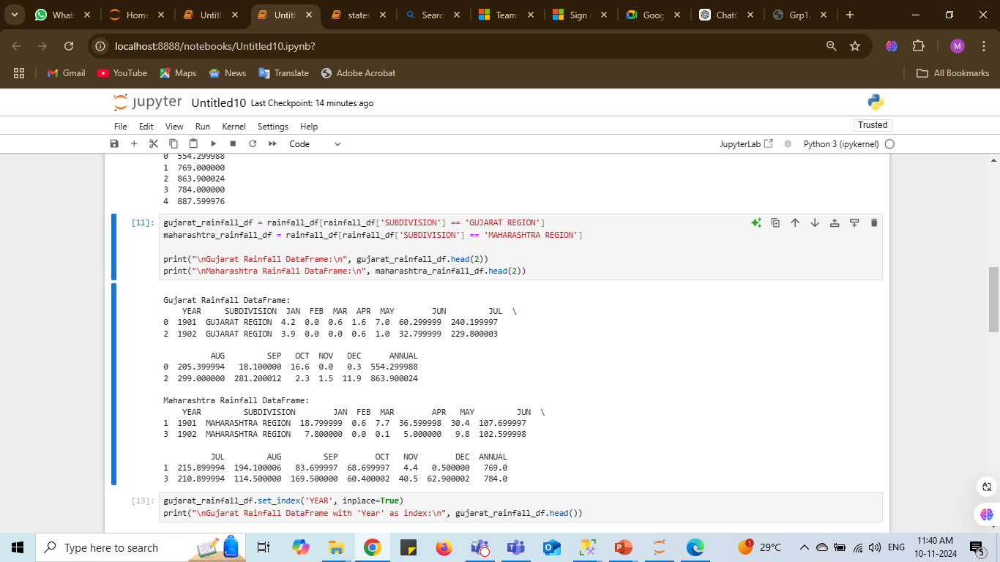 Whats
Home
Untitl
Untitl
states
Searc
Teams
Sign i
Goog
ChatG
Grp1.
localhost:8888/notebooks/Untitled10.ipynb?
M
Gmail
YouTube
Maps
News
Translate
Adobe Acrobat
All Bookmarks
jupyter Untitled10 Last Checkpoint: 14 minutes ago
File Edit View Run Kernel Settings Help
Trusted
Code
JupyterLab
Python 3 (ipykernel)
0 554.299988
1 769.000000
2 863.900024
3 784.000000
4 887.599976
[11]: gujarat_rainfall_df = rainfall_df[rainfall_df['SUBDIVISION'] == 'GUJARAT REGION']
maharashtra_rainfall_df = rainfall_df[rainfall_df['SUBDIVISION'] == 'MAHARASHTRA REGION']
print("\nGujarat Rainfall DataFrame:\n", gujarat_rainfall_df.head(2))
print("\nMaharashtra Rainfall DataFrame:\n", maharashtra_rainfall_df.head(2))
Gujarat Rainfall DataFrame:
YEAR SUBDIVISION JAN FEB MAR APR MAY JUN JUL \
0 1901 GUJARAT REGION 4.2 0.0 0.6 1.6 7.0 60.299999 240.199997
2 1902 GUJARAT REGION 3.9 0.0 0.0 0.6 1.0 32.799999 229.800003
AUG SEP OCT NOV DEC ANNUAL
0 205.399994 18.100000 16.6 0.0 0.3 554.299988
2 299.000000 281.200012 2.3 1.5 11.9 863.900024
Maharashtra Rainfall DataFrame:
YEAR SUBDIVISION JAN FEB MAR APR MAY JUN \
1 1901 MAHARASHTRA REGION 18.799999 0.6 7.7 36.599998 30.4 107.699997
3 1902 MAHARASHTRA REGION 7.800000 0.0 0.1 5.000000 9.8 102.599998
JUL AUG SEP OCT NOV DEC ANNUAL
1 215.899994 194.100006 83.699997 68.699997 4.4 0.500000 769.0
3 210.899994 114.500000 169.500000 60.400002 40.5 62.900002 784.0
[13]: gujarat_rainfall_df.set_index('YEAR', inplace=True)
print("\nGujarat Rainfall DataFrame with 'Year' as index:\n", gujarat_rainfall_df.head())
Type here to search
1
29°C
ENG
11:40 AM
10-11-2024
5